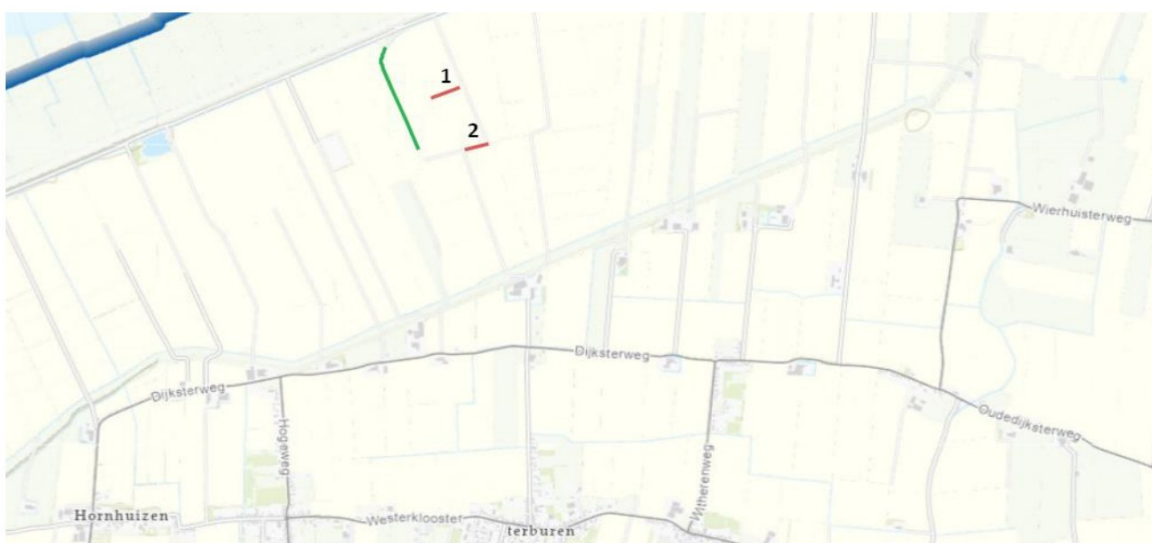 1
2
Wierhuisterweg
Dijksterweg
Dijksterweg
Oudedijksterweg
Hogeweg
Witherenweg
Hornhuizen
Westerklooster
terburen